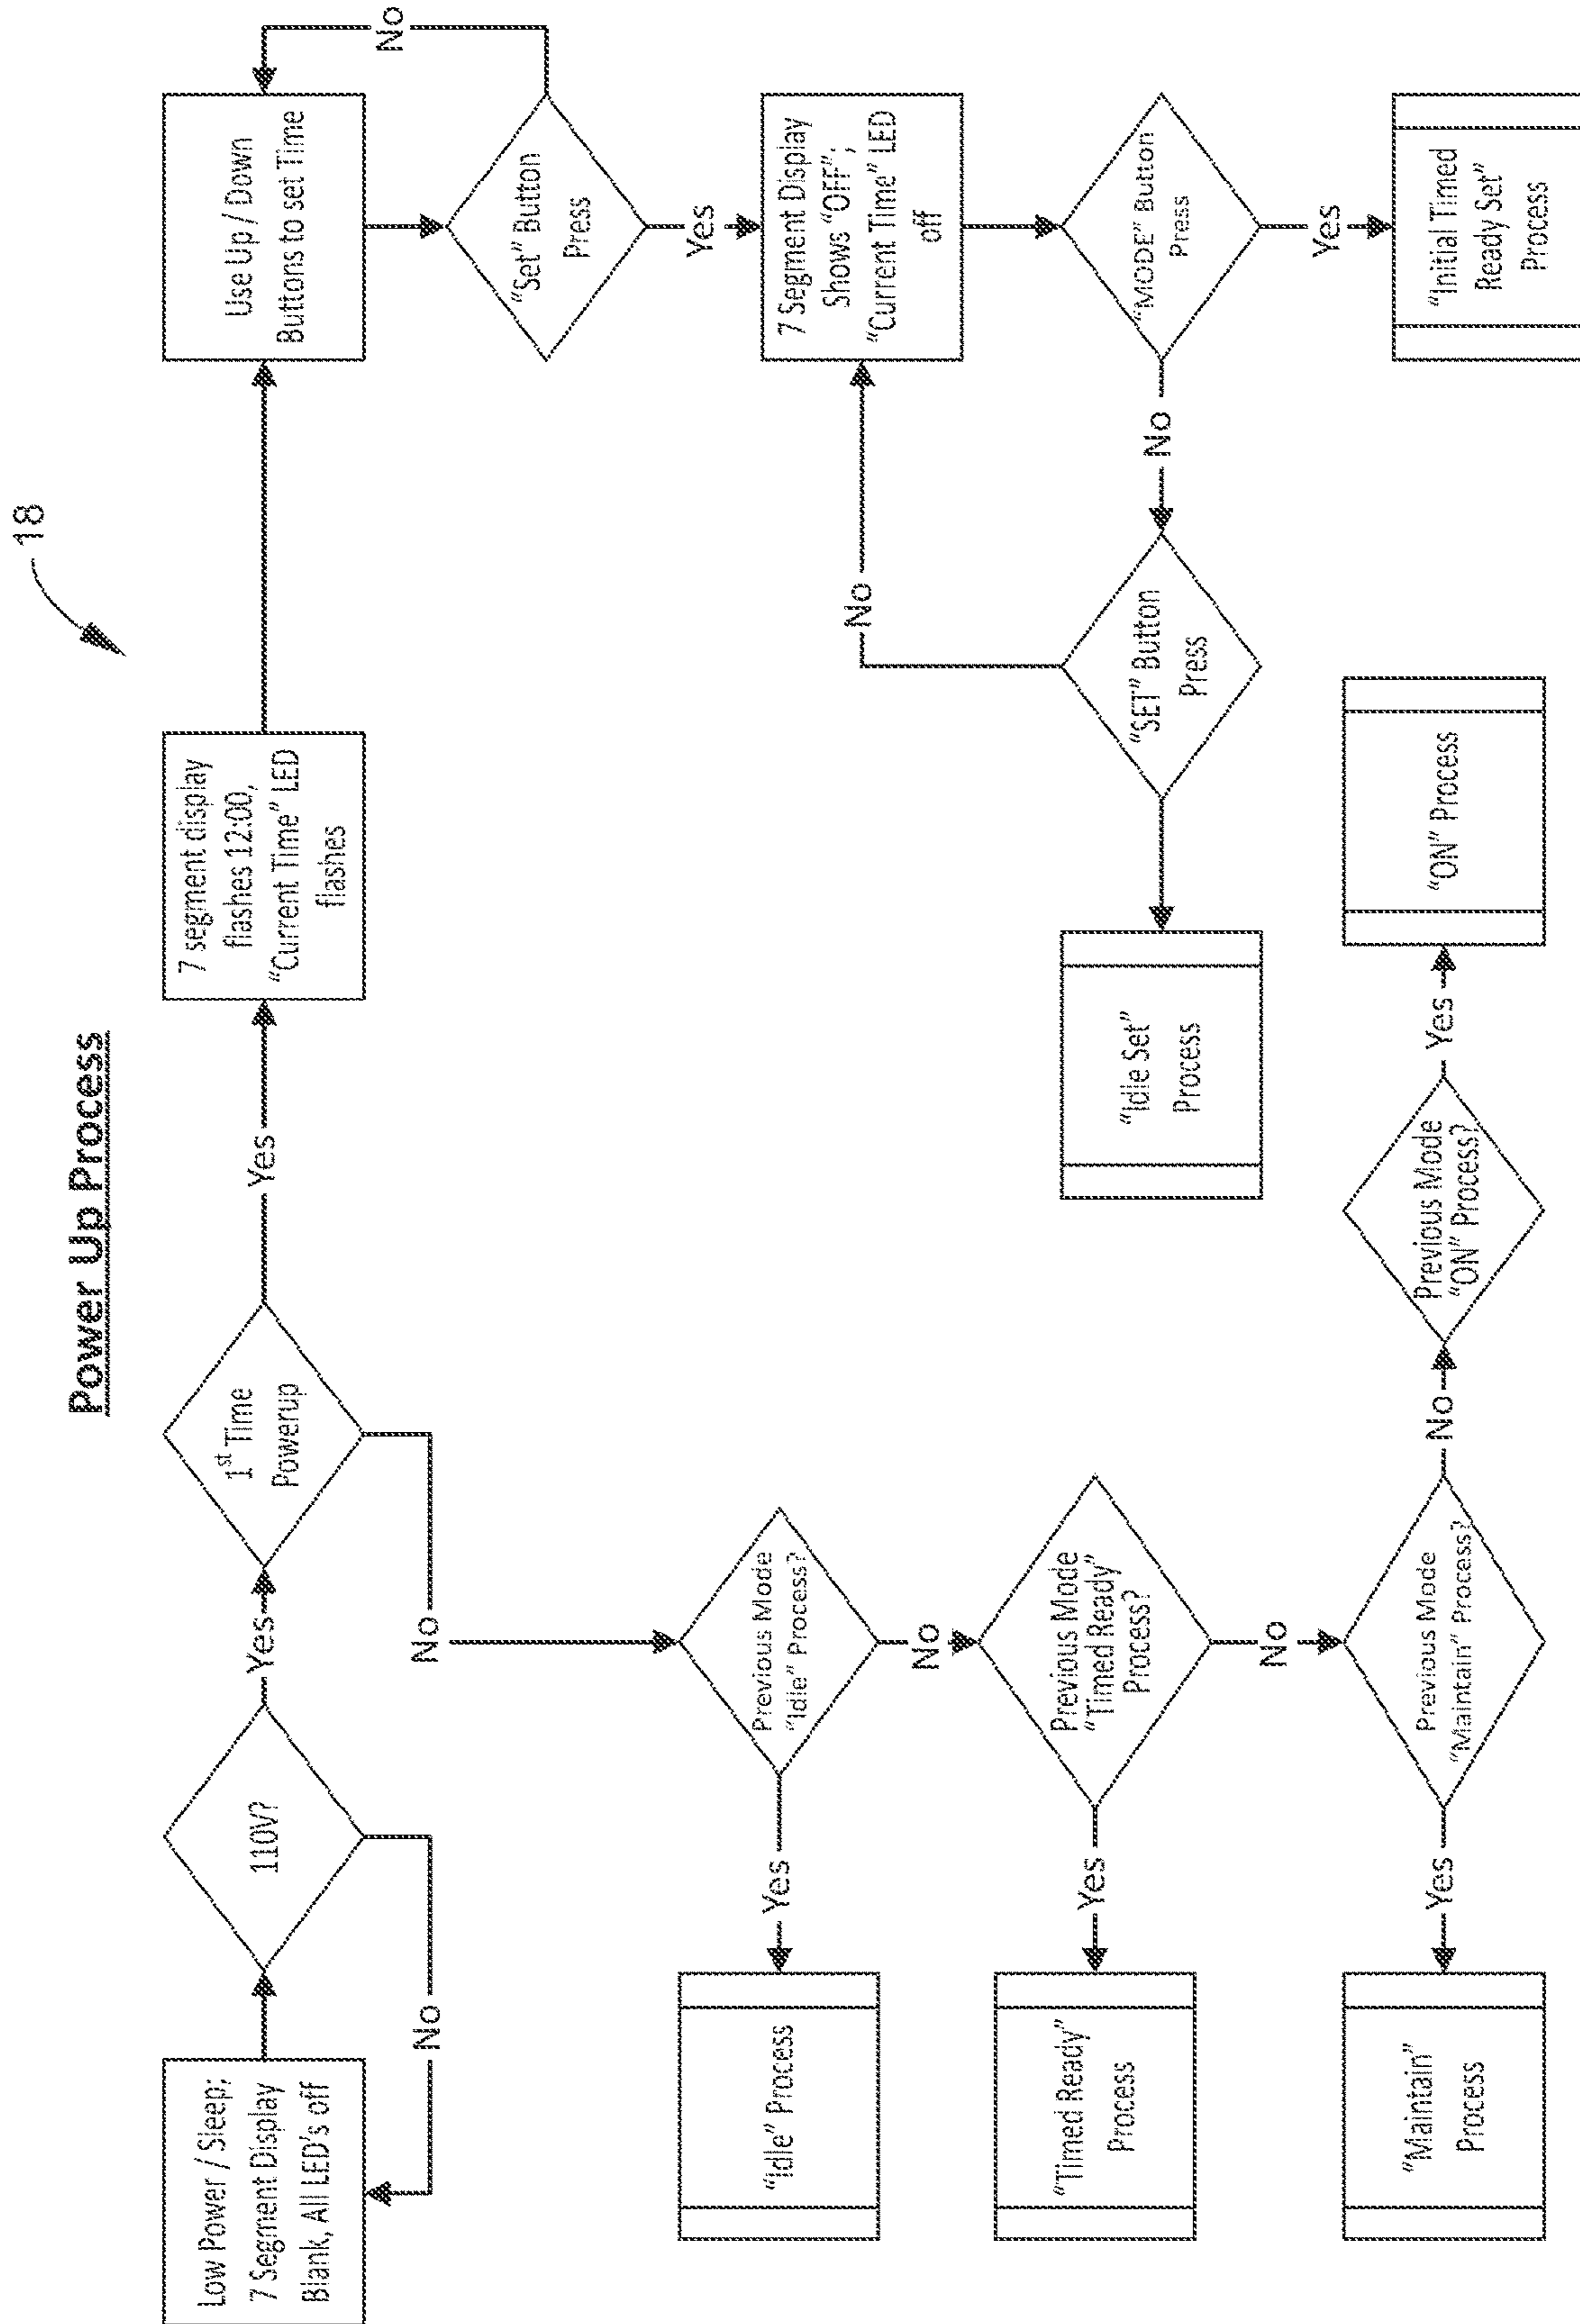 Power Up Process
18
Low Power / Sleep;
7 Segment Display
Blank, All LED's off
110V?
Yes
No
1st Time
Powerup
Yes
No
7 segment display
flashes 12:00,
"Current Time" LED
flashes
Use Up / Down
Buttons to set Time
"Set" Button
Press
No
Yes
7 Segment Display
Shows "OFF";
"Current Time" LED
off
"MODE" Button
Press
No
Yes
"Initial Timed
Ready Set"
Process
"SET" Button
Press
No
"Idle Set"
Process
Previous Mode
"Idle" Process?
Yes
No
"Idle" Process
Previous Mode
"Timed Ready"
Process?
Yes
No
"Timed Ready"
Process
Previous Mode
"Maintain" Process?
Yes
No
"Maintain"
Process
Previous Mode
"ON" Process?
Yes
"ON" Process